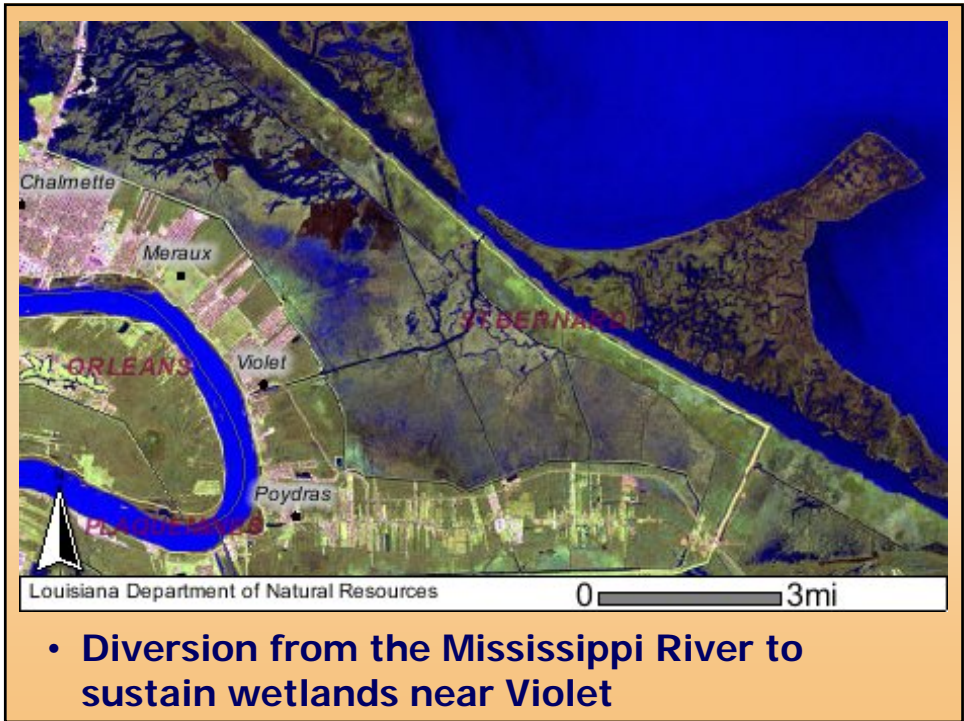 Chalmette
Meraux
ST. BERNARD
ORLEANS
Violet
Poydras
PLAQUEMINES
Louisiana Department of Natural Resources 0 3mi
• Diversion from the Mississippi River to
sustain wetlands near Violet